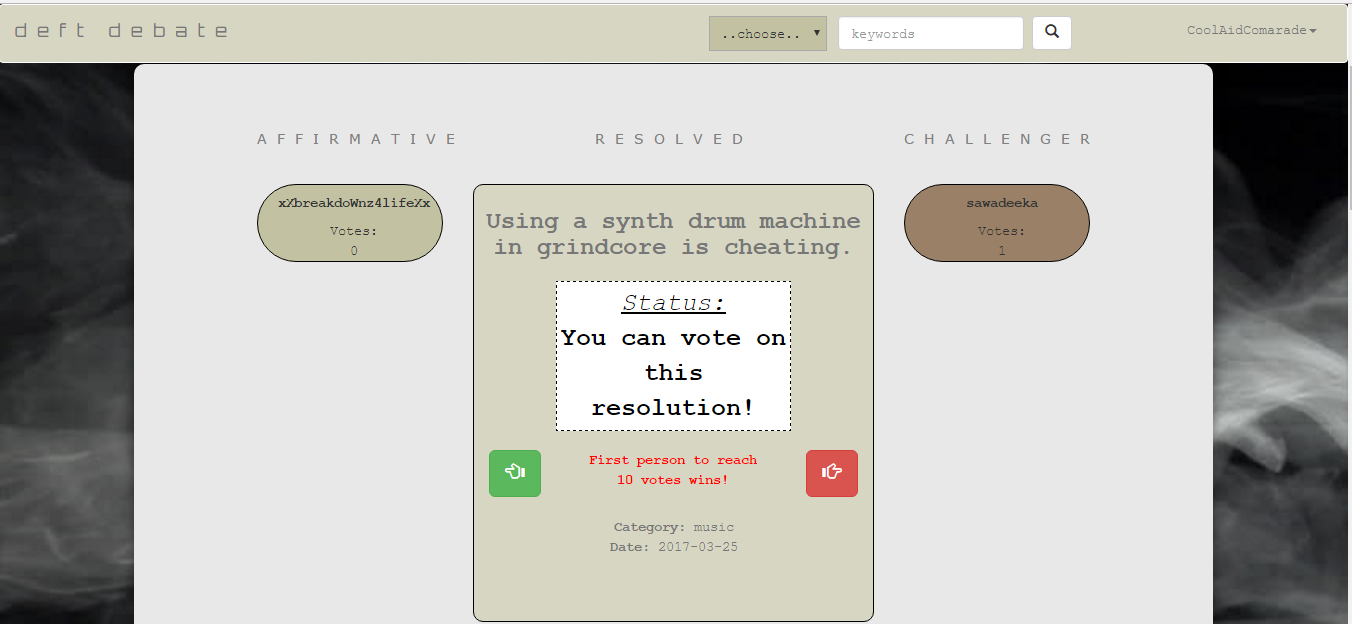 deft debate
..choose..
keywords
CoolAidComarade
AFFIRMATIVE
RESOLVED
CHALLENGER
xXbreakdoWnz4lifeXx
Votes:
0
Using a synth drum machine
in grindcore is cheating.
Status:
You can vote on
this
resolution!
First person to reach
10 votes wins!
Category: music
Date: 2017-03-25
sawadeeka
Votes:
1